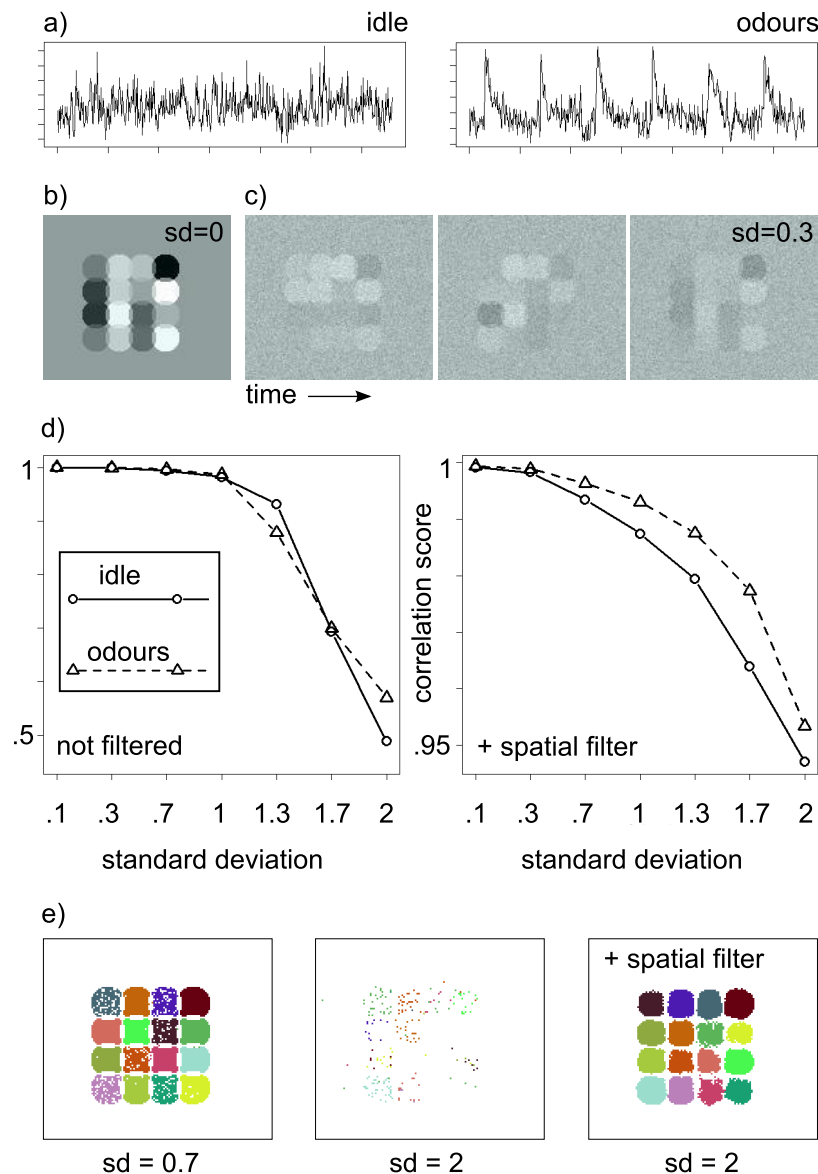 a) idle odours
b) c)
sd=0 sd=0.3
time
d)
1
idle
odours
.5
not filtered
.1 .3 .7 1 1.3 1.7 2
standard deviation
1
correlation score
.95
+ spatial filter
.1 .3 .7 1 1.3 1.7 2
standard deviation
e)
+ spatial filter
sd = 0.7 sd = 2 sd = 2